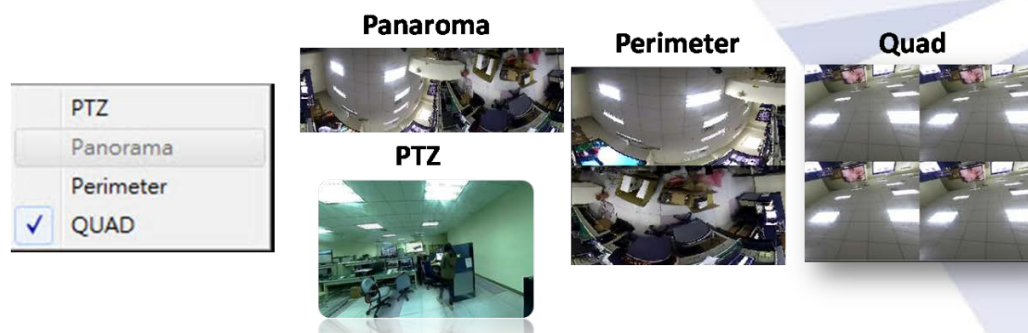 PTZ
Panorama
Perimeter
QUAD
Panaroma
PTZ
Perimeter
Quad